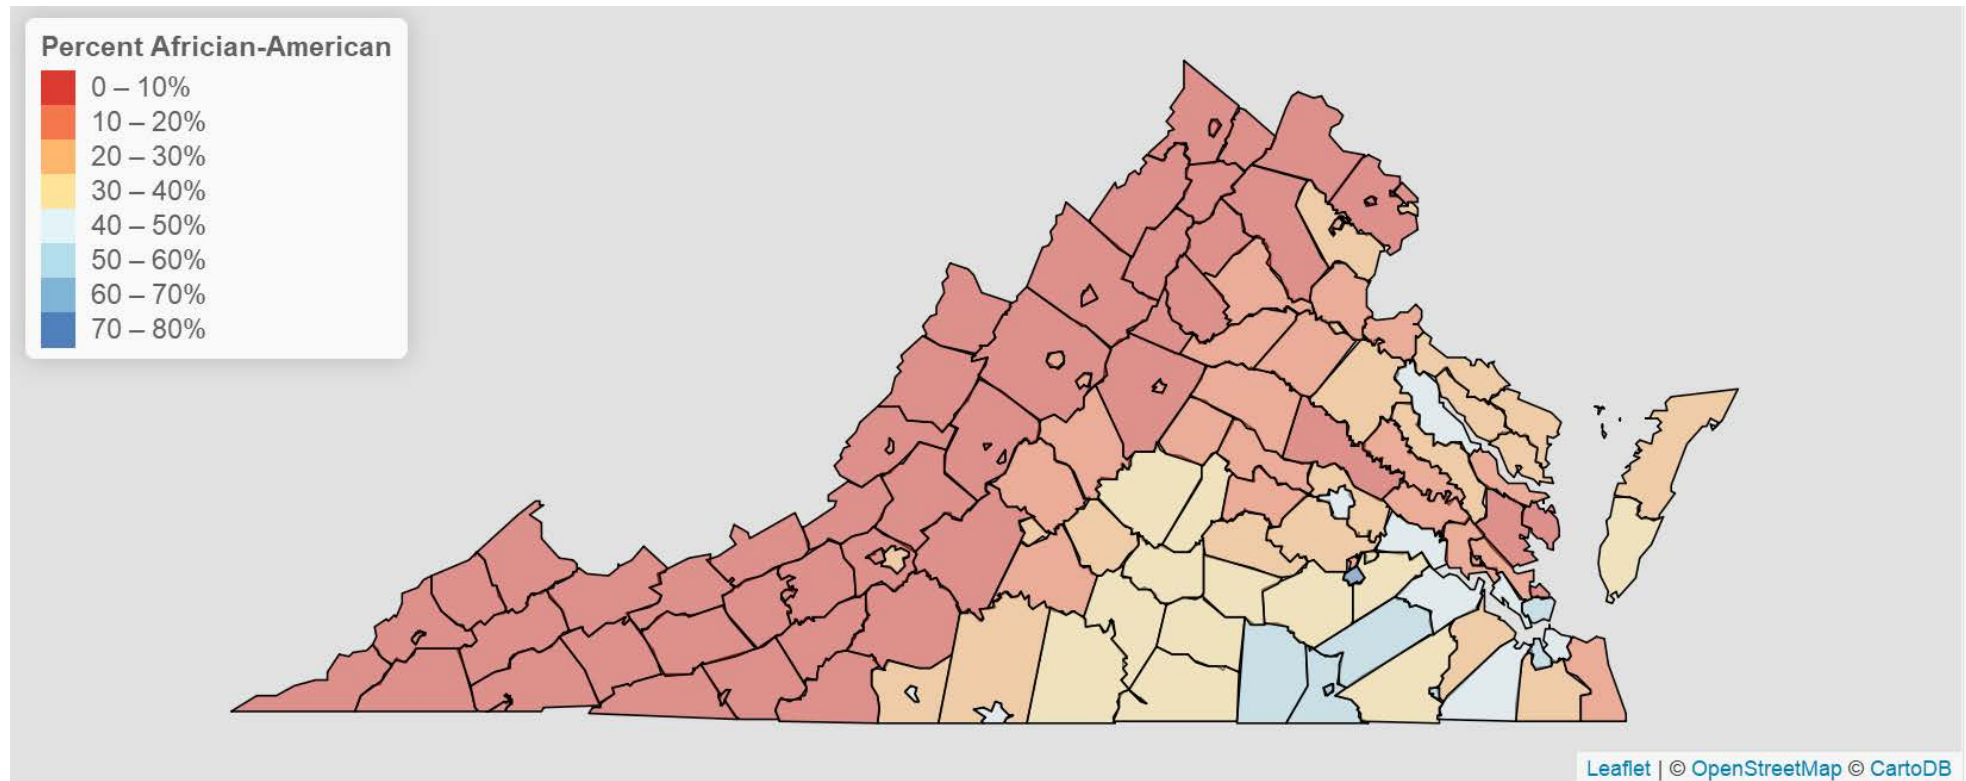 Percent Africian-American
0 – 10%
10 – 20%
20 – 30%
30 – 40%
40 – 50%
50 – 60%
60 – 70%
70 – 80%
Leaflet | © OpenStreetMap © CartoDB